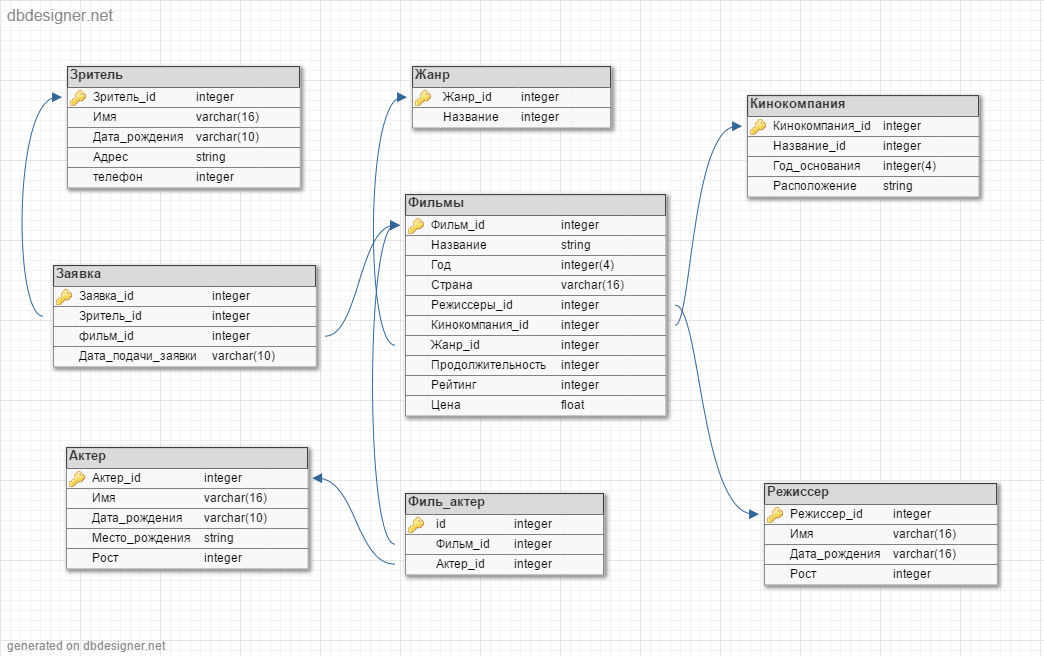 dbdesigner.net
Зритель
Зритель_id integer
Имя varchar(16)
Дата_рождения varchar(10)
Адрес string
телефон integer
Жанр
Жанр_id integer
Название integer
Кинокомпания
Кинокомпания_id integer
Название_id integer
Год_основания integer(4)
Расположение string
Фильмы
Фильм_id integer
Название string
Год integer(4)
Страна varchar(16)
Режиссеры_id integer
Кинокомпания_id integer
Жанр_id integer
Продолжительность integer
Рейтинг integer
Цена float
Заявка
Заявка_id integer
Зритель_id integer
фильм_id integer
Дата_подачи_заявки varchar(10)
Актер
Актер_id integer
Имя varchar(16)
Дата_рождения varchar(10)
Место_рождения string
Рост integer
Филь_актер
id integer
Фильм_id integer
Актер_id integer
Режиссер
Режиссер_id integer
Имя varchar(16)
Дата_рождения varchar(16)
Рост integer
generated on dbdesigner.net